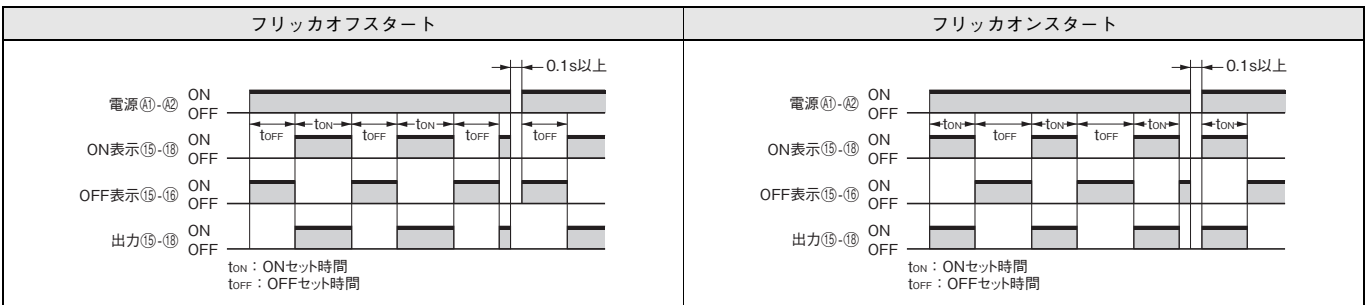 フリッカオフスタート
0.1s以上
電源Ⓐ1-Ⓐ2 ON
OFF
tOFF tON tOFF tON tOFF tOFF
ON表示⑮-⑱ ON
OFF
OFF表示⑮-⑯ ON
OFF
出力⑮-⑱ ON
OFF
tON：ONセット時間
tOFF：OFFセット時間
フリッカオンスタート
0.1s以上
電源Ⓐ1-Ⓐ2 ON
OFF
tON tOFF tON tOFF tON tON
ON表示⑮-⑱ ON
OFF
OFF表示⑮-⑯ ON
OFF
出力⑮-⑱ ON
OFF
tON：ONセット時間
tOFF：OFFセット時間